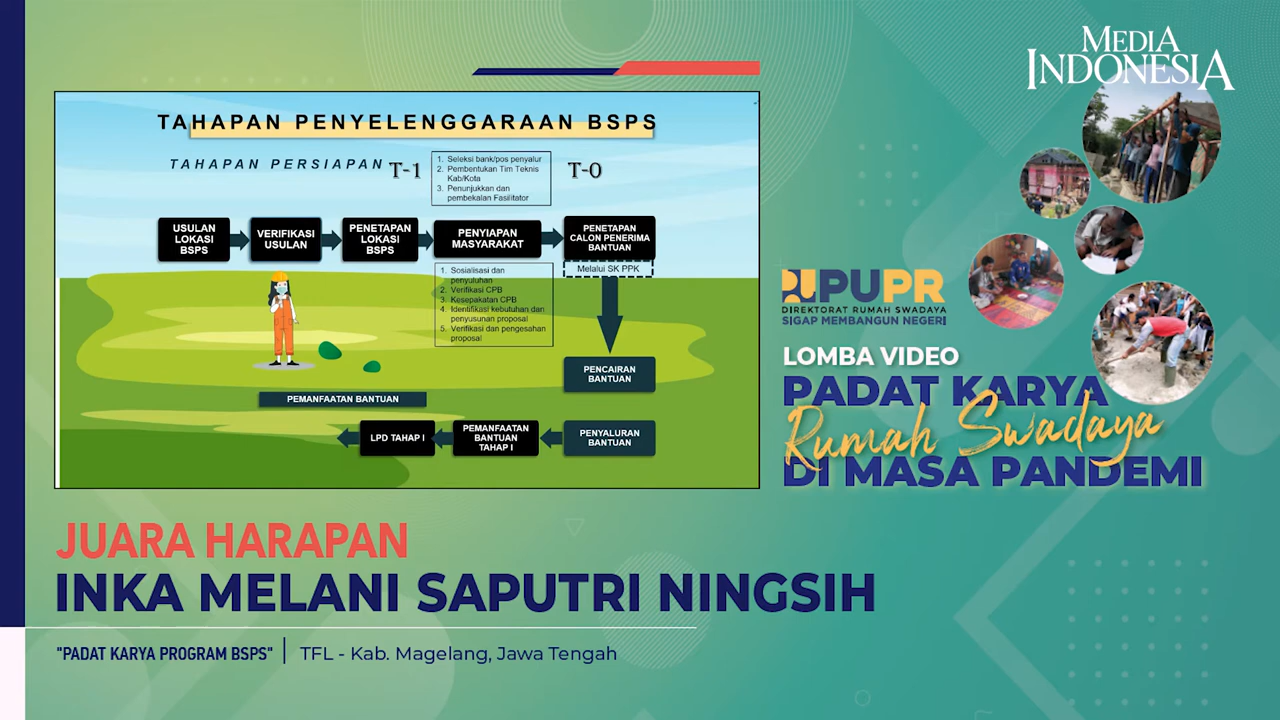 MEDIA
INDONESIA
TAHAPAN PENYELENGGARAAN BSPS
TAHAPAN PERSIAPAN
T-1
1. Seleksi bank/pos penyalur
2. Pembentukan Tim Teknis
Kab/Kota
3. Penunjukkan dan
pembekalan Fasilitator
T-0
USULAN
LOKASI
BSPS
VERIFIKASI
USULAN
PENETAPAN
LOKASI
BSPS
PENYIAPAN
MASYARAKAT
PENETAPAN
CALON PENERIMA
BANTUAN
Melalui SK PPK
1. Sosialisasi dan
penyuluhan
2. Verifikasi CPB
3. Kesepakatan CPB
4. Identifikasi kebutuhan dan
penyusunan proposal
5. Verifikasi dan pengesahan
proposal
PENCAIRAN
BANTUAN
PEMANFAATAN BANTUAN
LPD TAHAP I
PEMANFAATAN
BANTUAN
TAHAP I
PENYALURAN
BANTUAN
PUPR
DIREKTORAT RUMAH SWADAYA
SIGAP MEMBANGUN NEGERI
LOMBA VIDEO
PADAT KARYA
Rumah Swadaya
DI MASA PANDEMI
JUARA HARAPAN
INKA MELANI SAPUTRI NINGSIH
"PADAT KARYA PROGRAM BSPS" | TFL - Kab. Magelang, Jawa Tengah